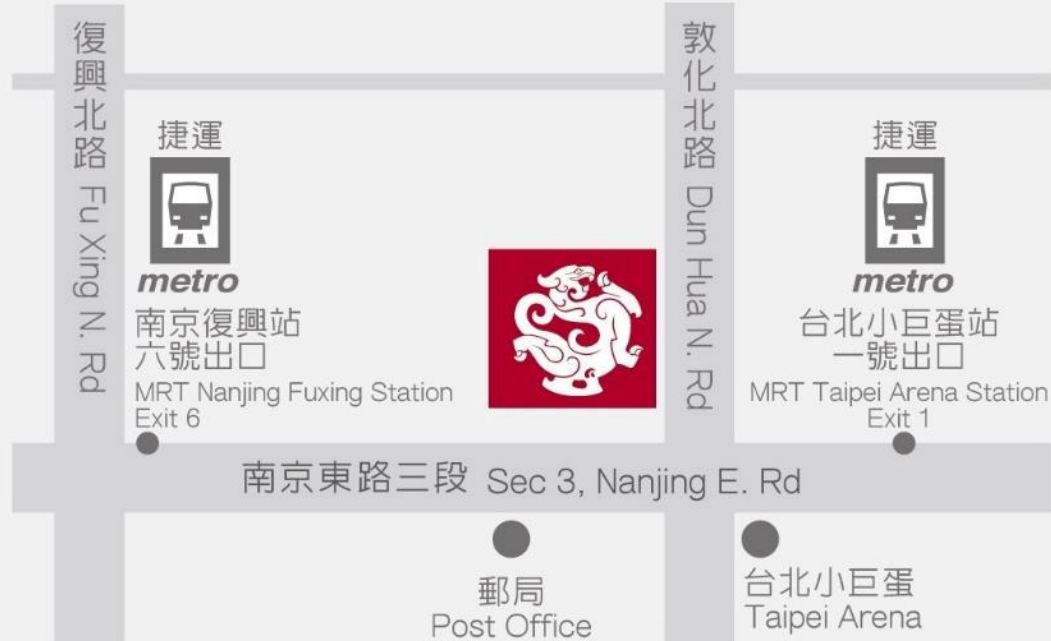 復興北路 Fu Xing N. Rd
捷運
metro
南京復興站
六號出口
MRT Nanjing Fuxing Station
Exit 6
敦化北路 Dun Hua N. Rd
捷運
metro
台北小巨蛋站
一號出口
MRT Taipei Arena Station
Exit 1
南京東路三段 Sec 3, Nanjing E. Rd
郵局
Post Office
台北小巨蛋
Taipei Arena